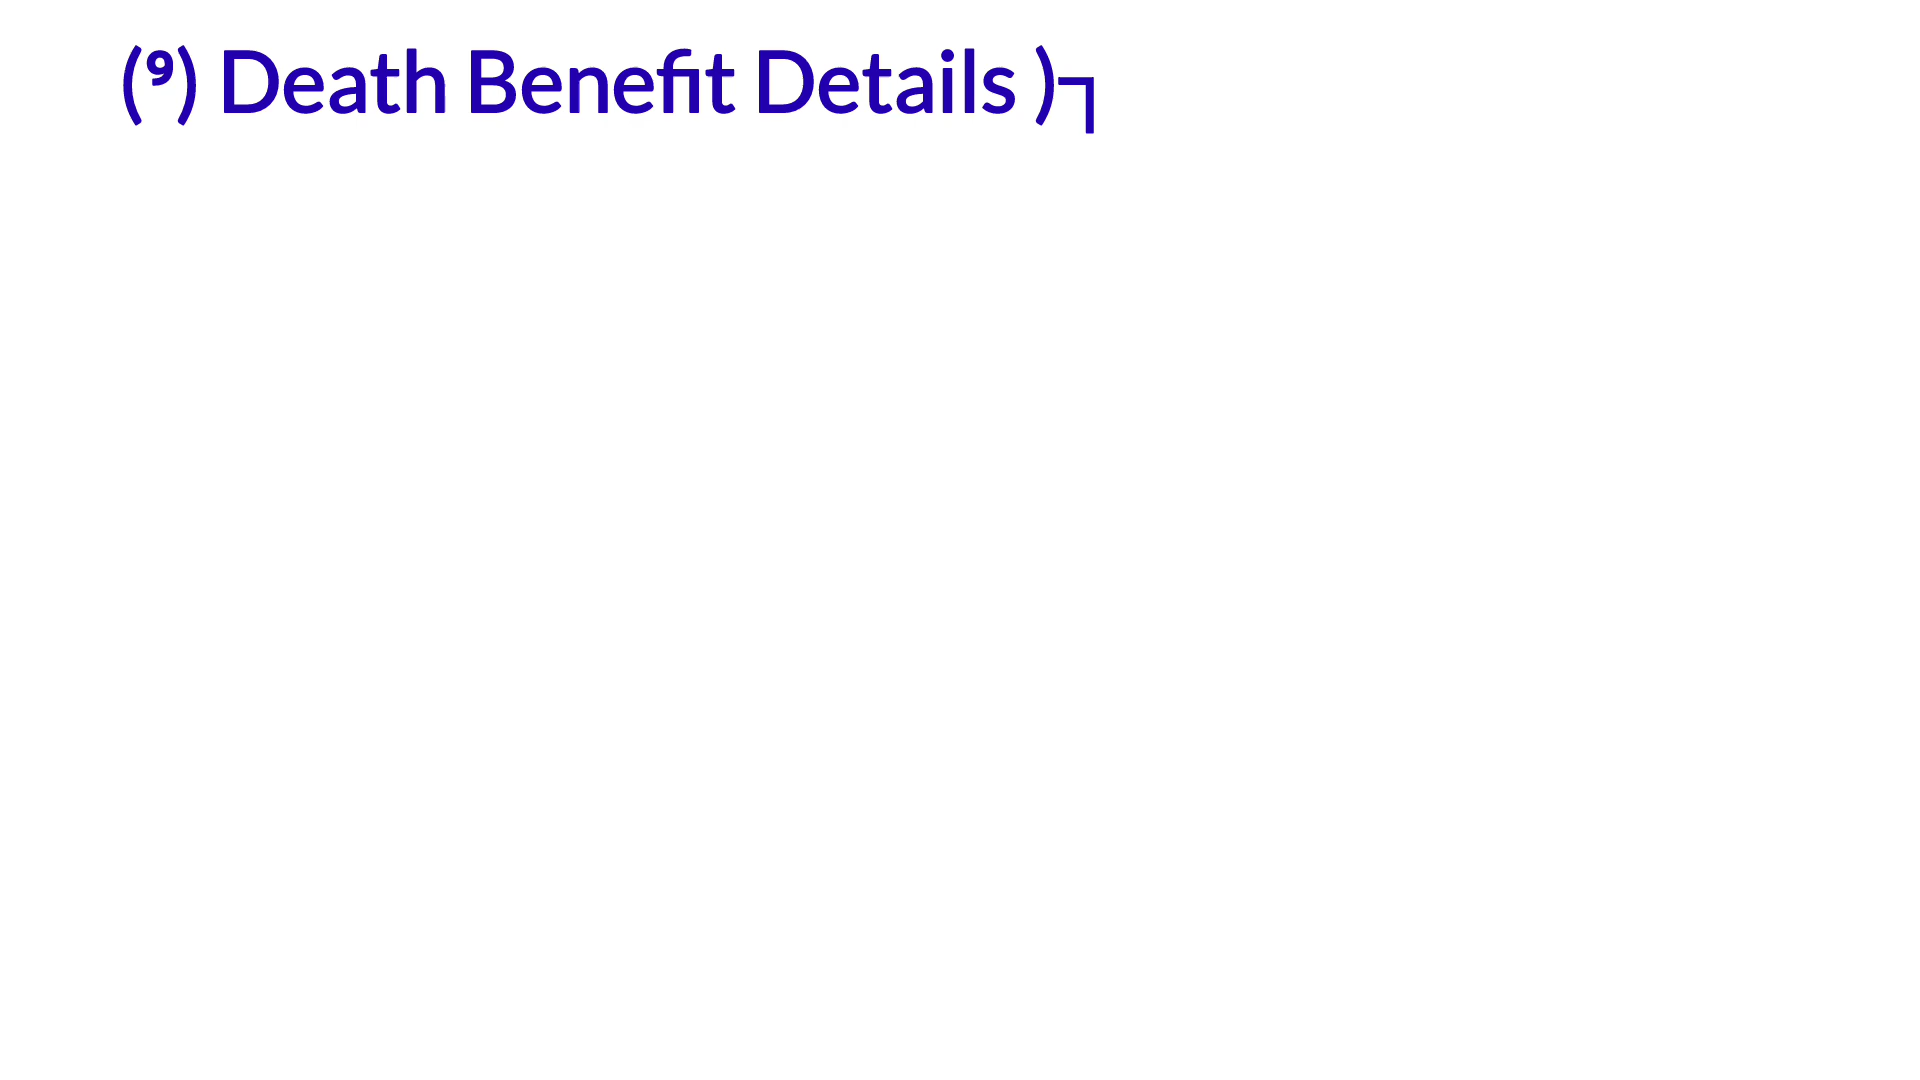 (⁹) Death Benefit Details )┐